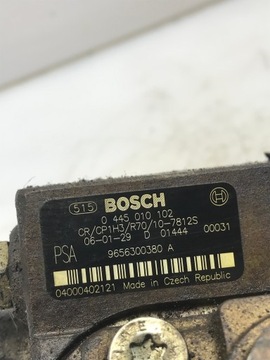 515 BOSCH
0 445 010 102
CR/CP1H3/R70/10-7812S
06-01-29 D 01444 00031
PSA 9656300380 A
04000402121 Made in Czech Republic